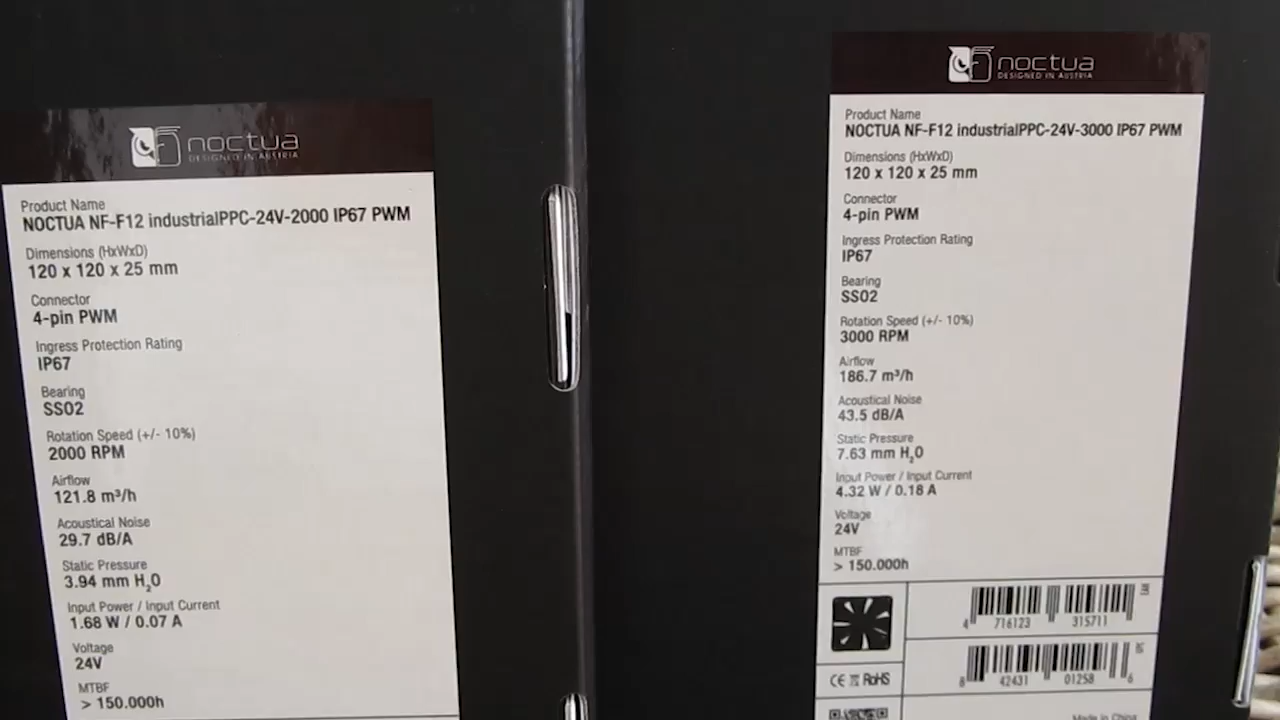 noctua
DESIGNED IN AUSTRIA
Product Name
NOCTUA NF-F12 industrialPPC-24V-2000 IP67 PWM
Dimensions (HxWxD)
120 x 120 x 25 mm
Connector
4-pin PWM
Ingress Protection Rating
IP67
Bearing
SSO2
Rotation Speed (+/- 10%)
2000 RPM
Airflow
121.8 m³/h
Acoustical Noise
29.7 dB/A
Static Pressure
3.94 mm H₂O
Input Power / Input Current
1.68 W / 0.07 A
Voltage
24V
MTBF
> 150.000h
noctua
DESIGNED IN AUSTRIA
Product Name
NOCTUA NF-F12 industrialPPC-24V-3000 IP67 PWM
Dimensions (HxWxD)
120 x 120 x 25 mm
Connector
4-pin PWM
Ingress Protection Rating
IP67
Bearing
SSO2
Rotation Speed (+/- 10%)
3000 RPM
Airflow
186.7 m³/h
Acoustical Noise
43.5 dB/A
Static Pressure
7.63 mm H₂O
Input Power / Input Current
4.32 W / 0.18 A
Voltage
24V
MTBF
> 150.000h
4 716123 315711
8 42431 01258 6
CE RoHS
Made in China